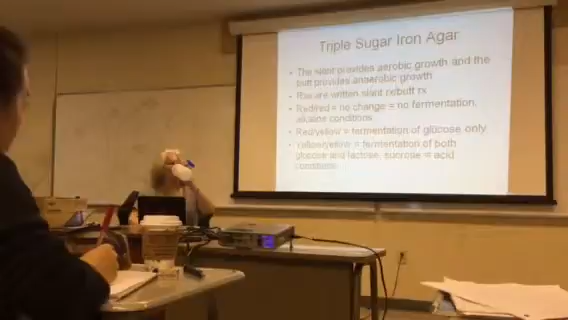 Triple Sugar Iron Agar
• The slant provides aerobic growth and the
butt provides anaerobic growth
• Rxs are written slant rx/butt rx
• Red/red = no change = no fermentation,
alkaline conditions
• Red/yellow = fermentation of glucose only
• Yellow/yellow = fermentation of both
glucose and lactose, sucrose = acid
conditions